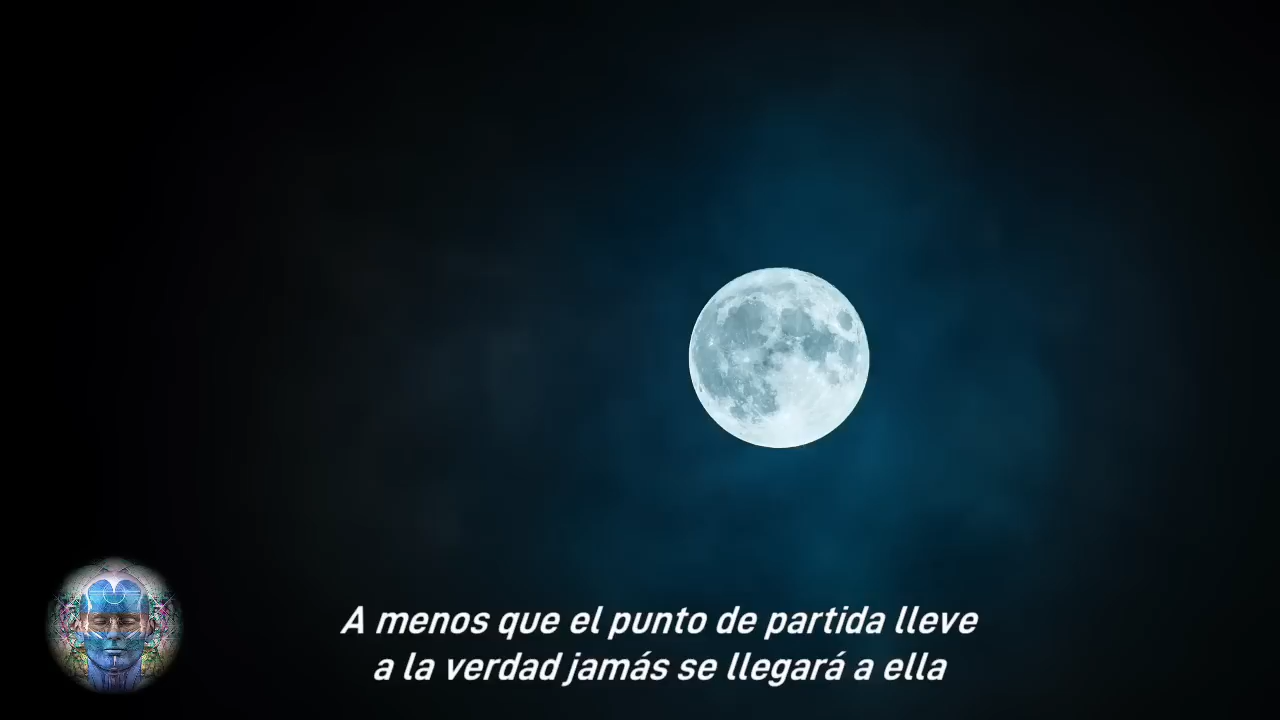 A menos que el punto de partida lleve
a la verdad jamás se llegará a ella